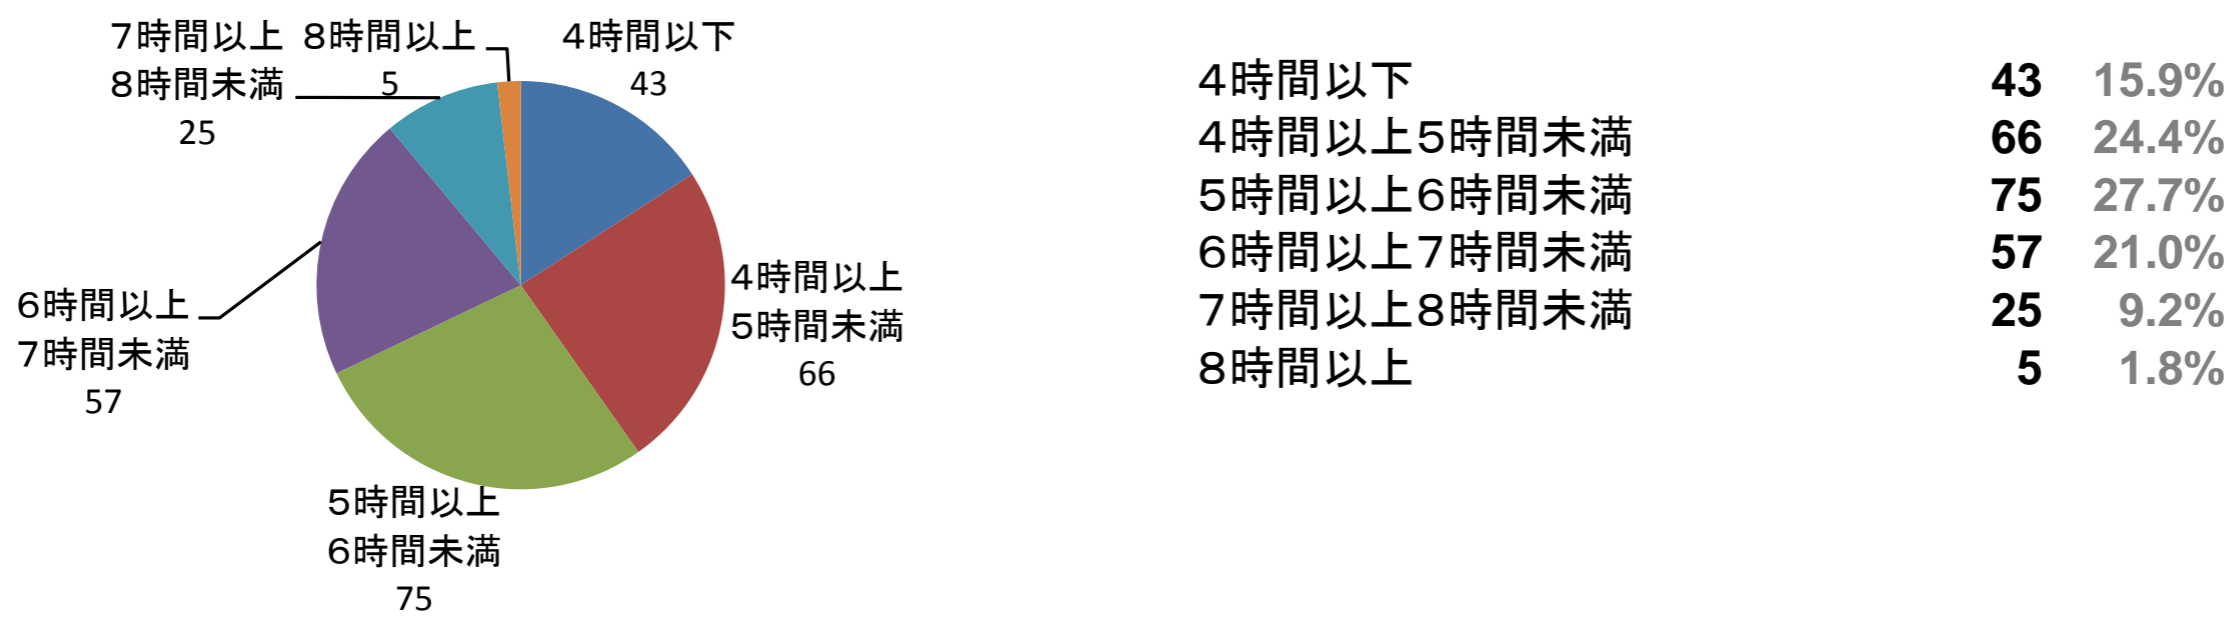 ７時間以上
８時間未満
25
８時間以上
5
４時間以下
43
４時間以上
５時間未満
66
６時間以上
７時間未満
57
５時間以上
６時間未満
75
４時間以下 43 15.9%
４時間以上５時間未満 66 24.4%
５時間以上６時間未満 75 27.7%
６時間以上７時間未満 57 21.0%
７時間以上８時間未満 25 9.2%
８時間以上 5 1.8%